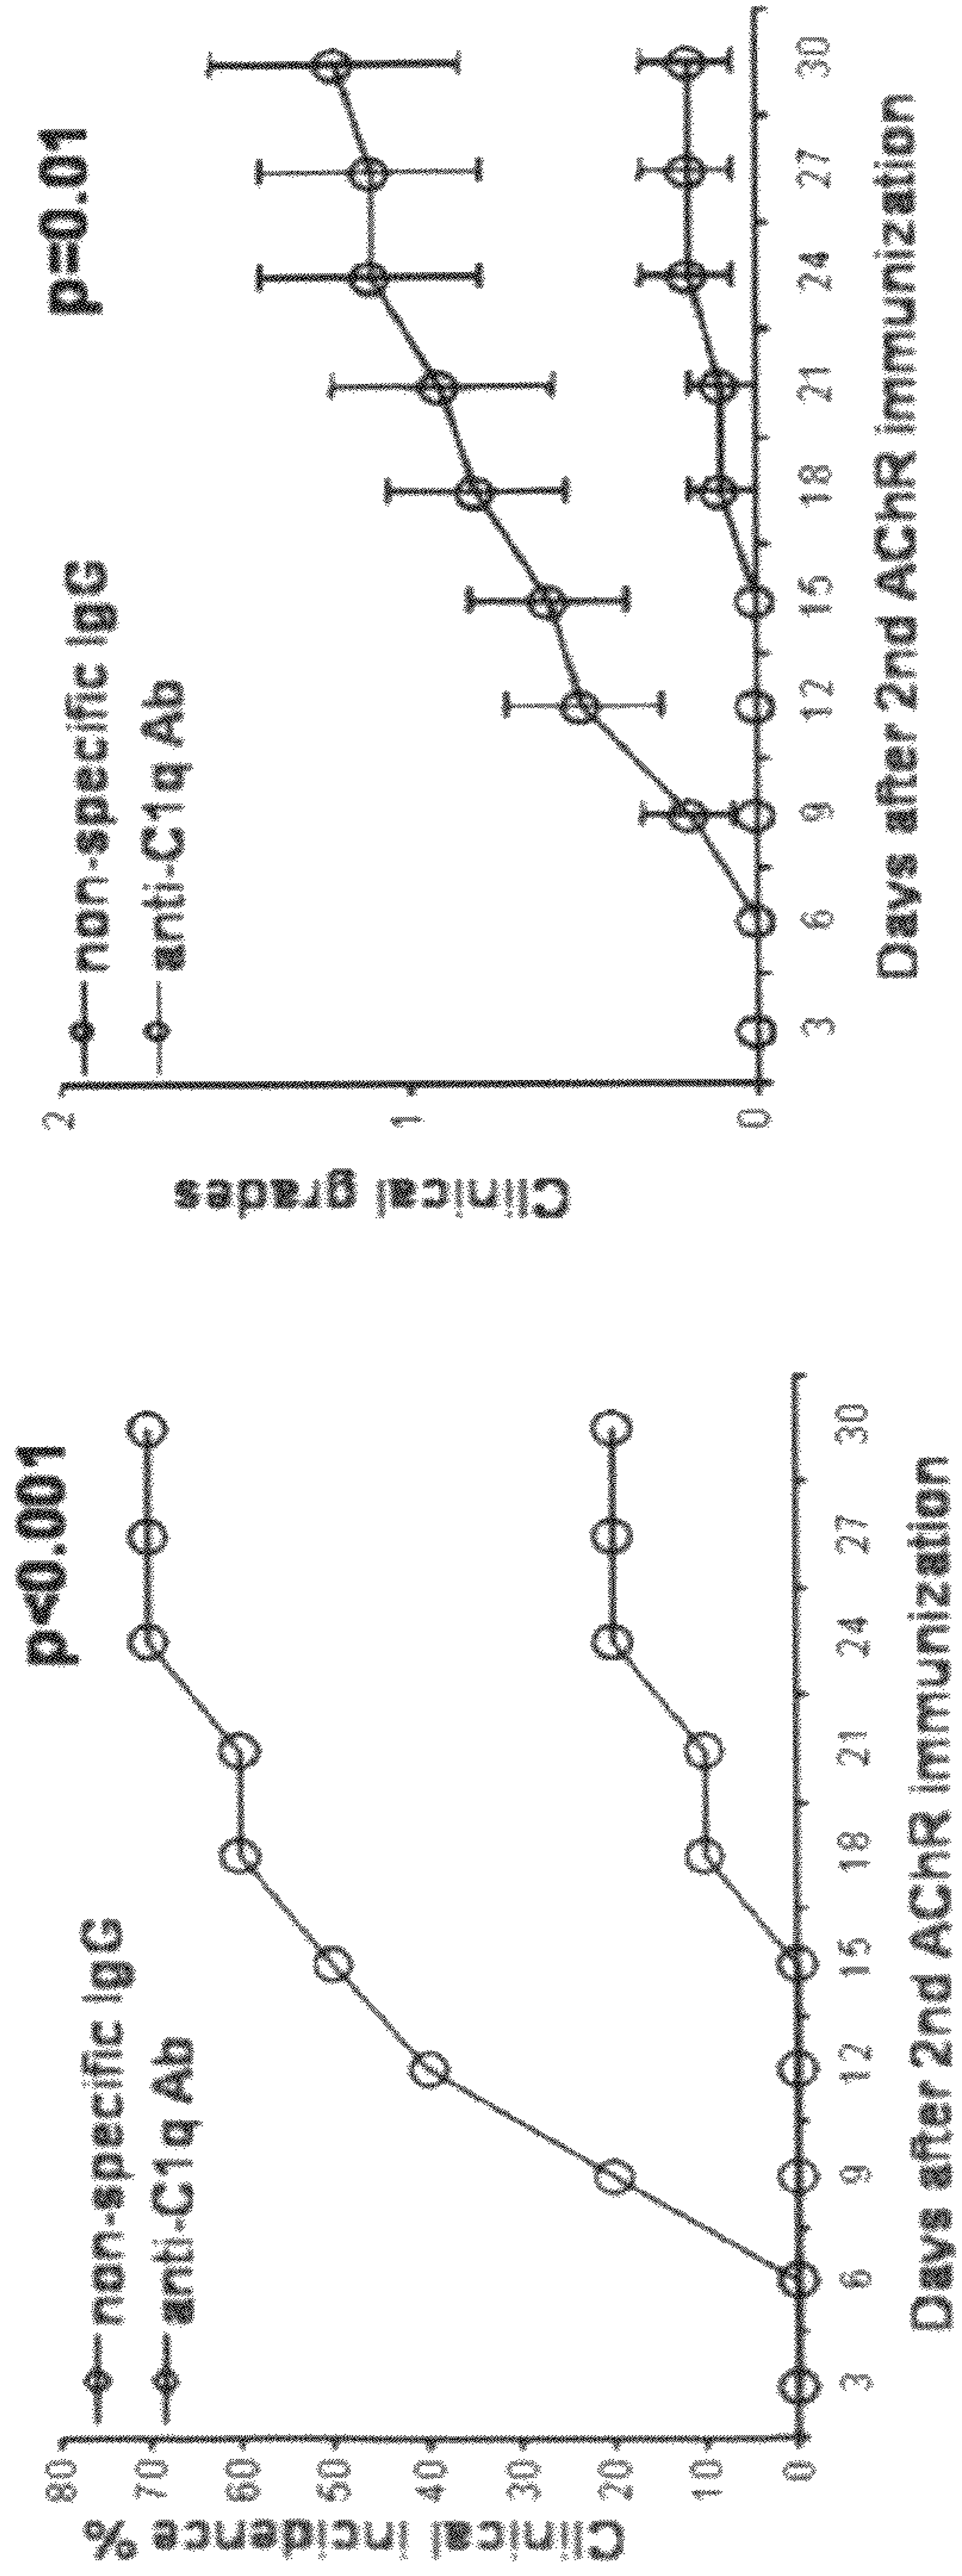 p<0.001
non-specific IgG
anti-C1q Ab
Clinical incidence %
80
70
60
50
40
30
20
10
0
3 6 9 12 15 18 21 24 27 30
Days after 2nd AChR immunization
p=0.01
non-specific IgG
anti-C1q Ab
Clinical grades
2
1
0
3 6 9 12 15 18 21 24 27 30
Days after 2nd AChR immunization